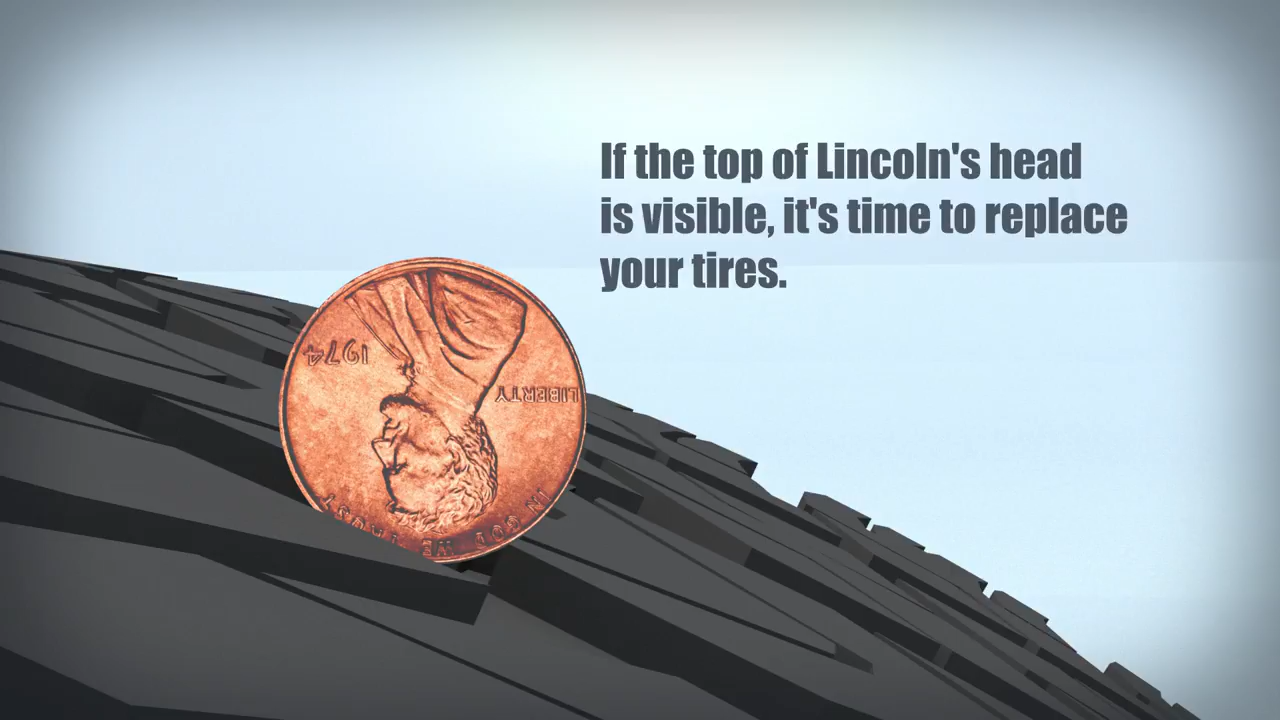 If the top of Lincoln's head
is visible, it's time to replace
your tires.
1974
LIBERTY
IN GOD WE TRUST